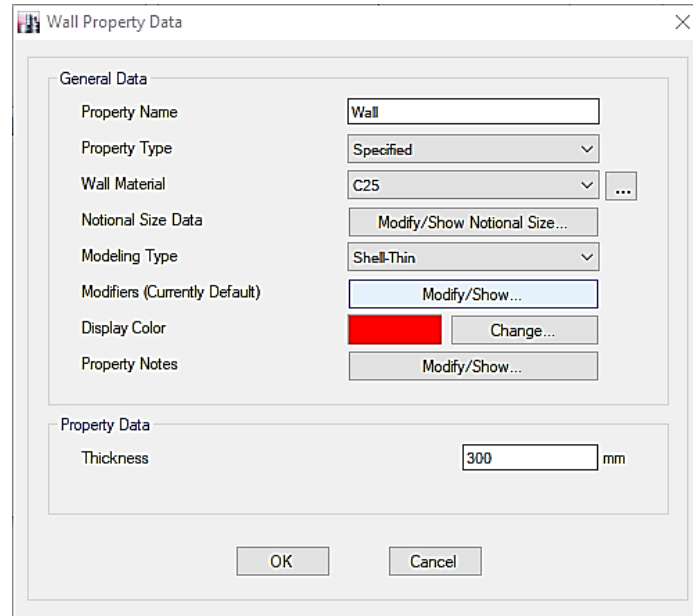 Wall Property Data
General Data
Property Name Wall
Property Type Specified
Wall Material C25 ...
Notional Size Data Modify/Show Notional Size...
Modeling Type Shell-Thin
Modifiers (Currently Default) Modify/Show...
Display Color Change...
Property Notes Modify/Show...
Property Data
Thickness 300 mm
OK Cancel